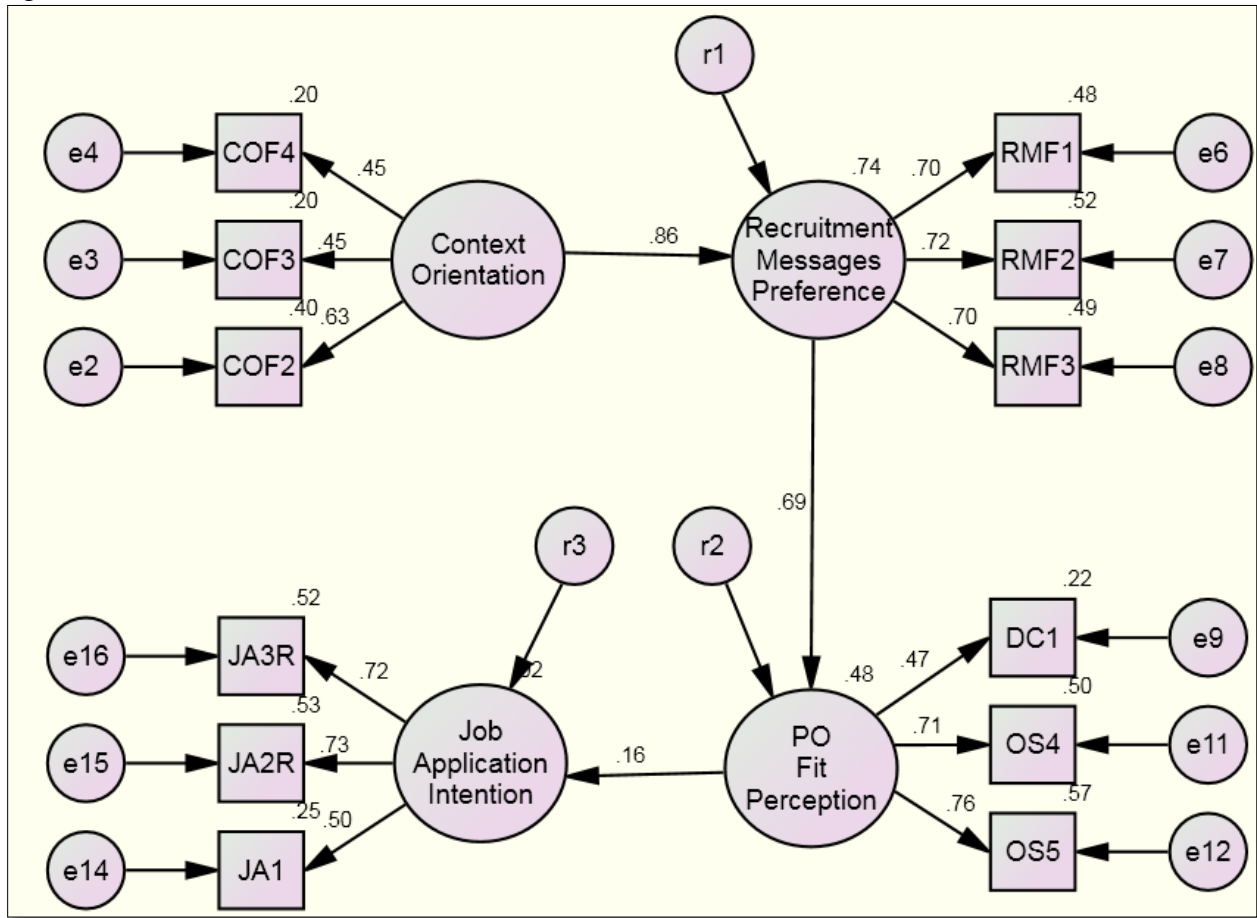 r1
.20
.48
e4
COF4
.45
.74
.70
RMF1
e6
.20
.52
Context
Orientation
.86
Recruitment
Messages
Preference
e3
COF3
.45
.72
RMF2
e7
.40
.63
.70
.49
e2
COF2
RMF3
e8
.69
r3
r2
.52
.22
e16
JA3R
.72
.02
.48
.47
DC1
e9
.53
.50
Job
Application
Intention
PO
Fit
Perception
e15
JA2R
.73
.16
.71
OS4
e11
.25
.50
.76
.57
e14
JA1
OS5
e12